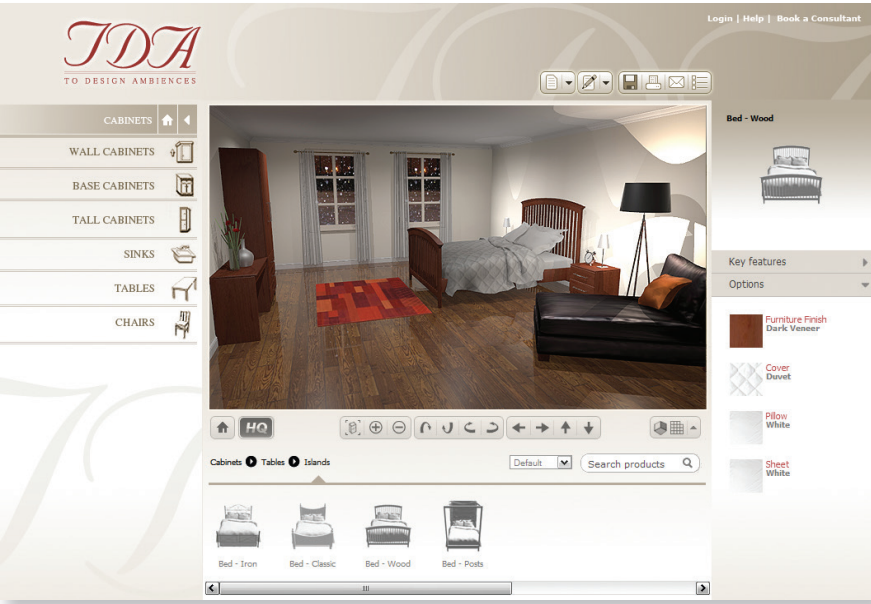 Login | Help | Book a Consultant
TDA
TO DESIGN AMBIENCES
CABINETS
WALL CABINETS
BASE CABINETS
TALL CABINETS
SINKS
TABLES
CHAIRS
Bed - Wood
Key features
Options
Furniture Finish
Dark Veneer
Cover
Duvet
Pillow
White
Sheet
White
HQ
Cabinets Tables Islands
Default
Search products
Bed - Iron
Bed - Classic
Bed - Wood
Bed - Posts